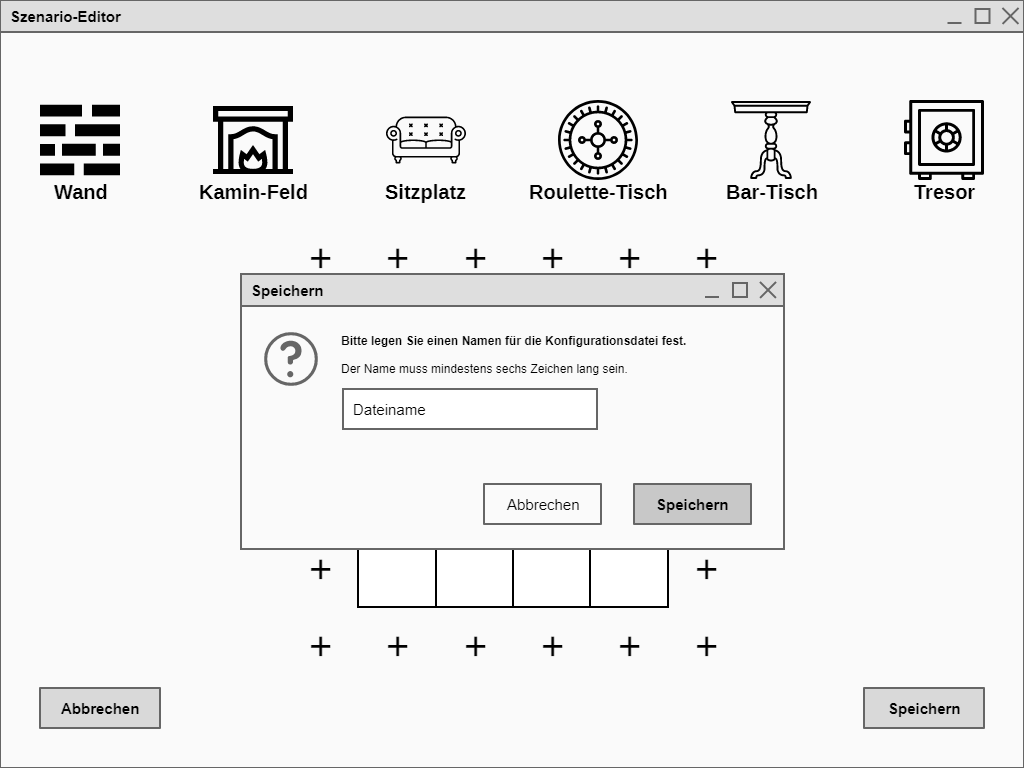 Szenario-Editor
Wand
Kamin-Feld
Sitzplatz
Roulette-Tisch
Bar-Tisch
Tresor
+ + + + + +
Speichern
?
Bitte legen Sie einen Namen für die Konfigurationsdatei fest.
Der Name muss mindestens sechs Zeichen lang sein.
Dateiname
Abbrechen
Speichern
+ +
+ + + + + +
Abbrechen
Speichern